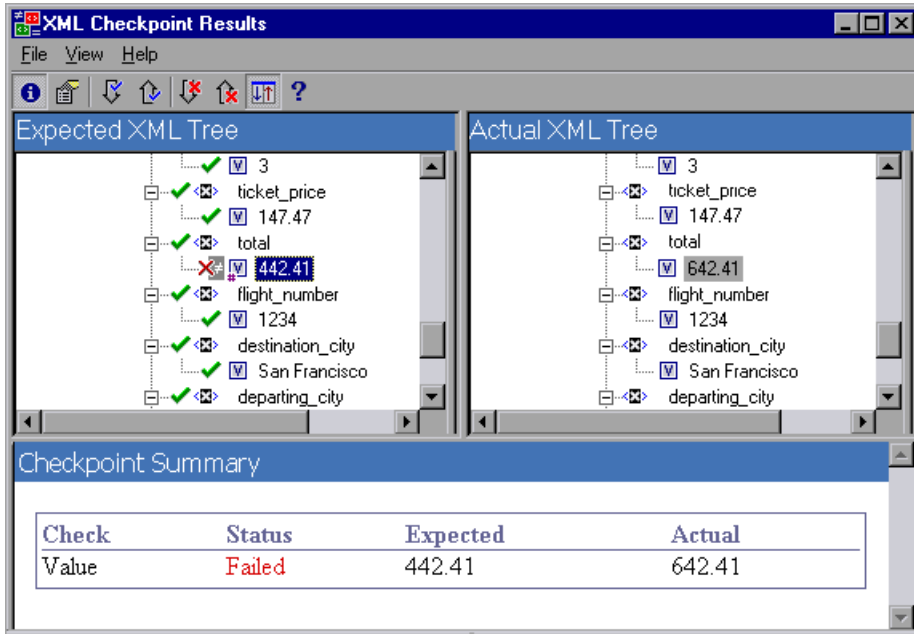 XML Checkpoint Results
File View Help
Expected XML Tree
3
ticket_price
147.47
total
442.41
flight_number
1234
destination_city
San Francisco
departing_city
Actual XML Tree
3
ticket_price
147.47
total
642.41
flight_number
1234
destination_city
San Francisco
departing_city
Checkpoint Summary
Check Status Expected Actual
Value Failed 442.41 642.41